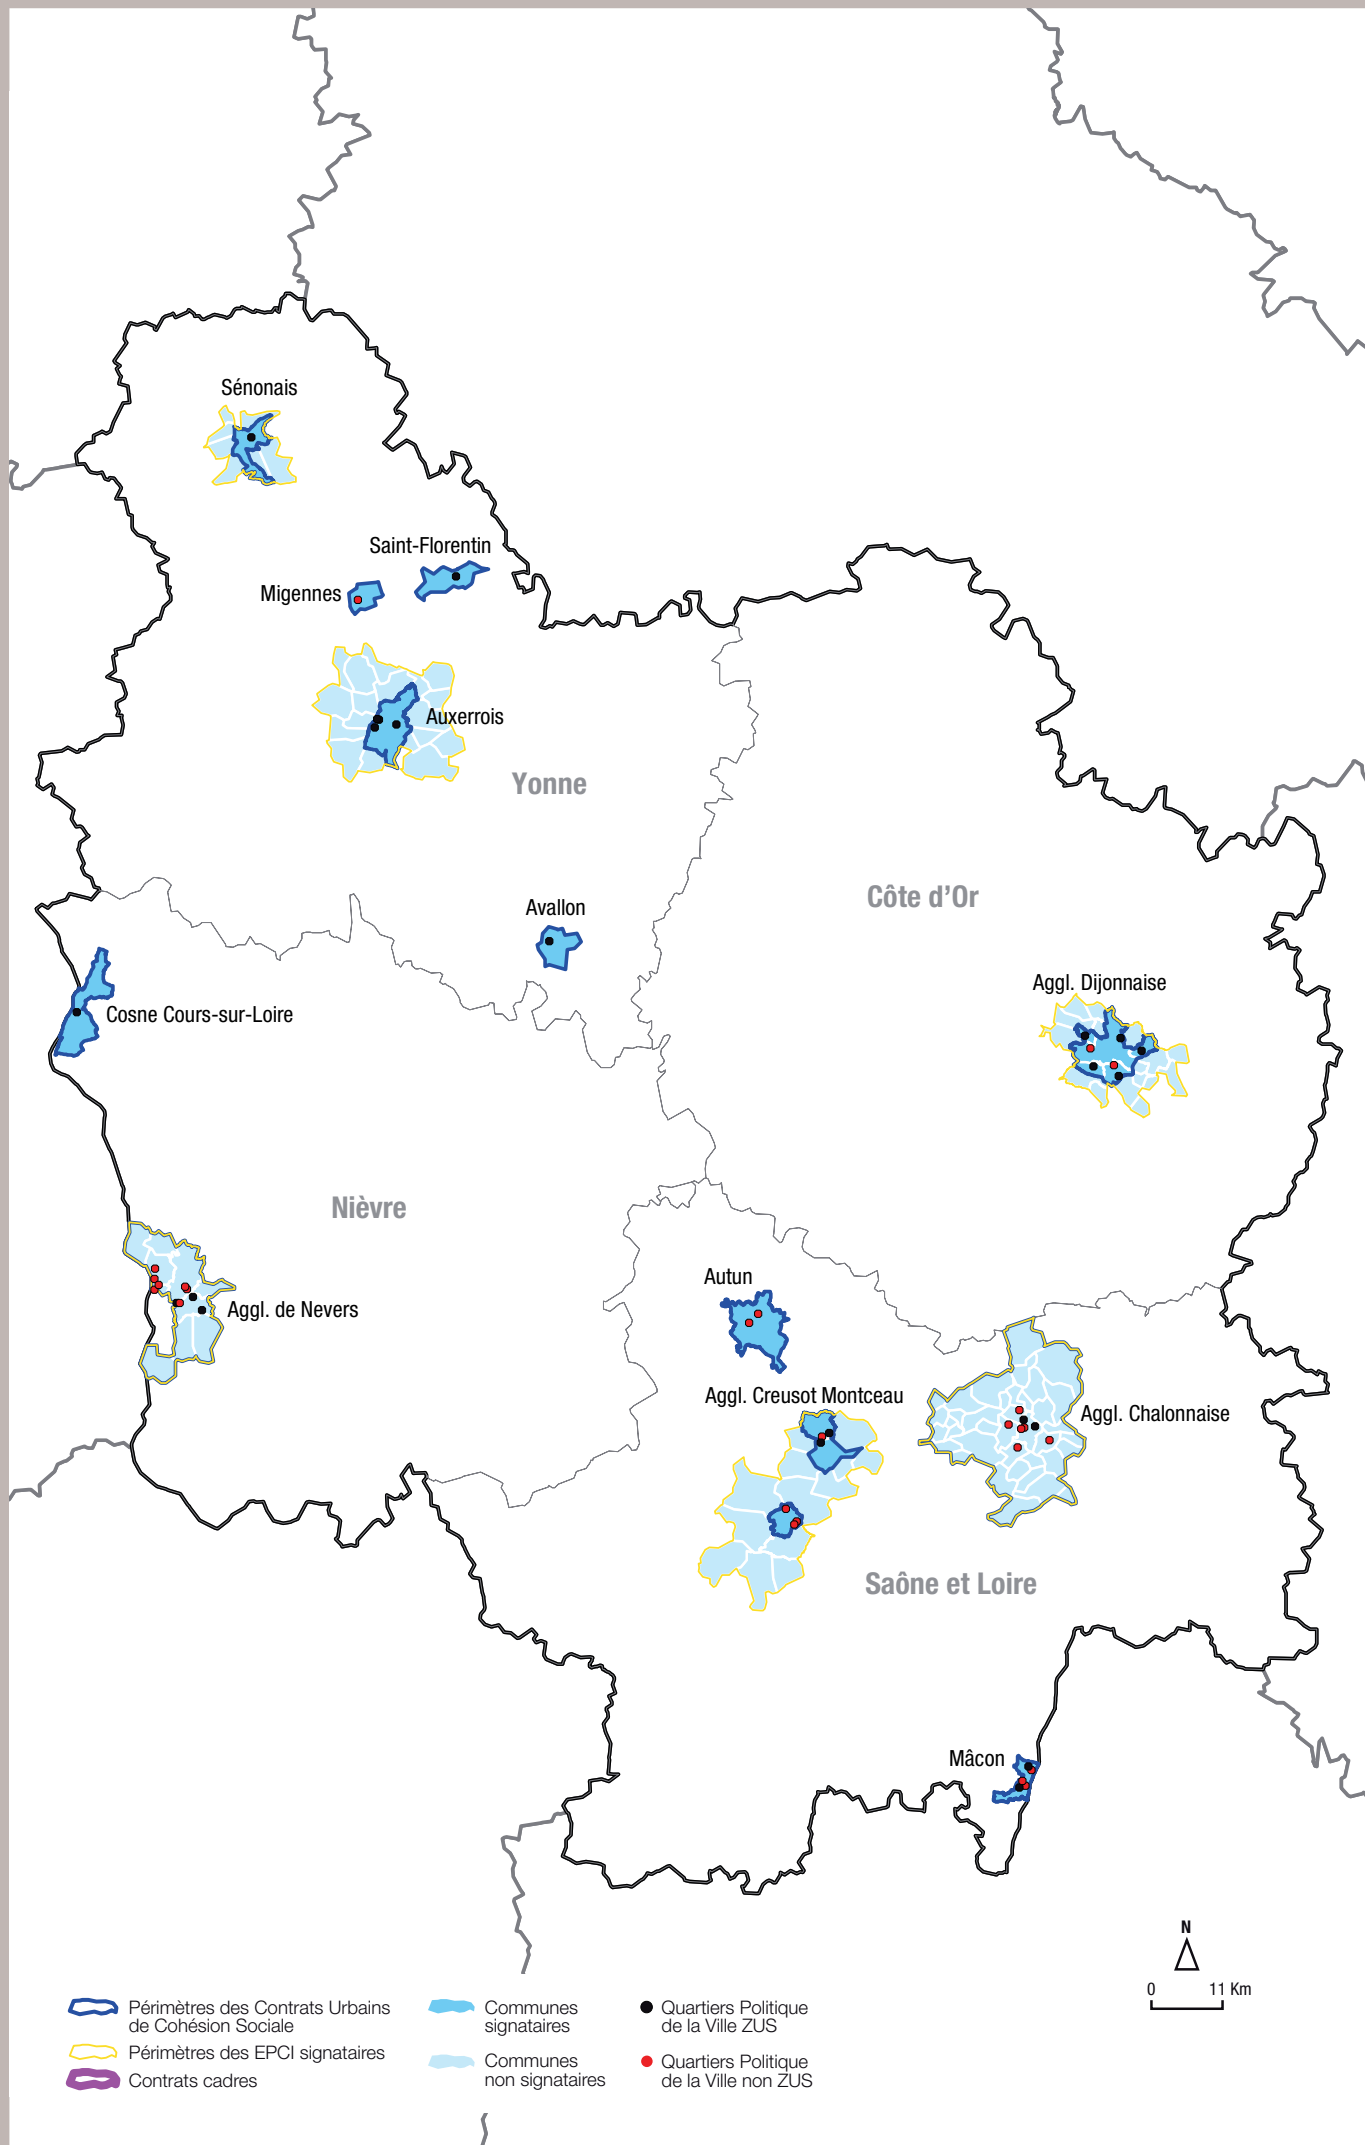 Sénonais
Saint-Florentin
Migennes
Auxerrois
Yonne
Côte d’Or
Avallon
Aggl. Dijonnaise
Cosne Cours-sur-Loire
Nièvre
Autun
Aggl. de Nevers
Aggl. Creusot Montceau
Aggl. Chalonnaise
Saône et Loire
Mâcon
N
0 11 Km
Périmètres des Contrats Urbains
de Cohésion Sociale
Périmètres des EPCI signataires
Contrats cadres
Communes
signataires
Communes
non signataires
Quartiers Politique
de la Ville ZUS
Quartiers Politique
de la Ville non ZUS